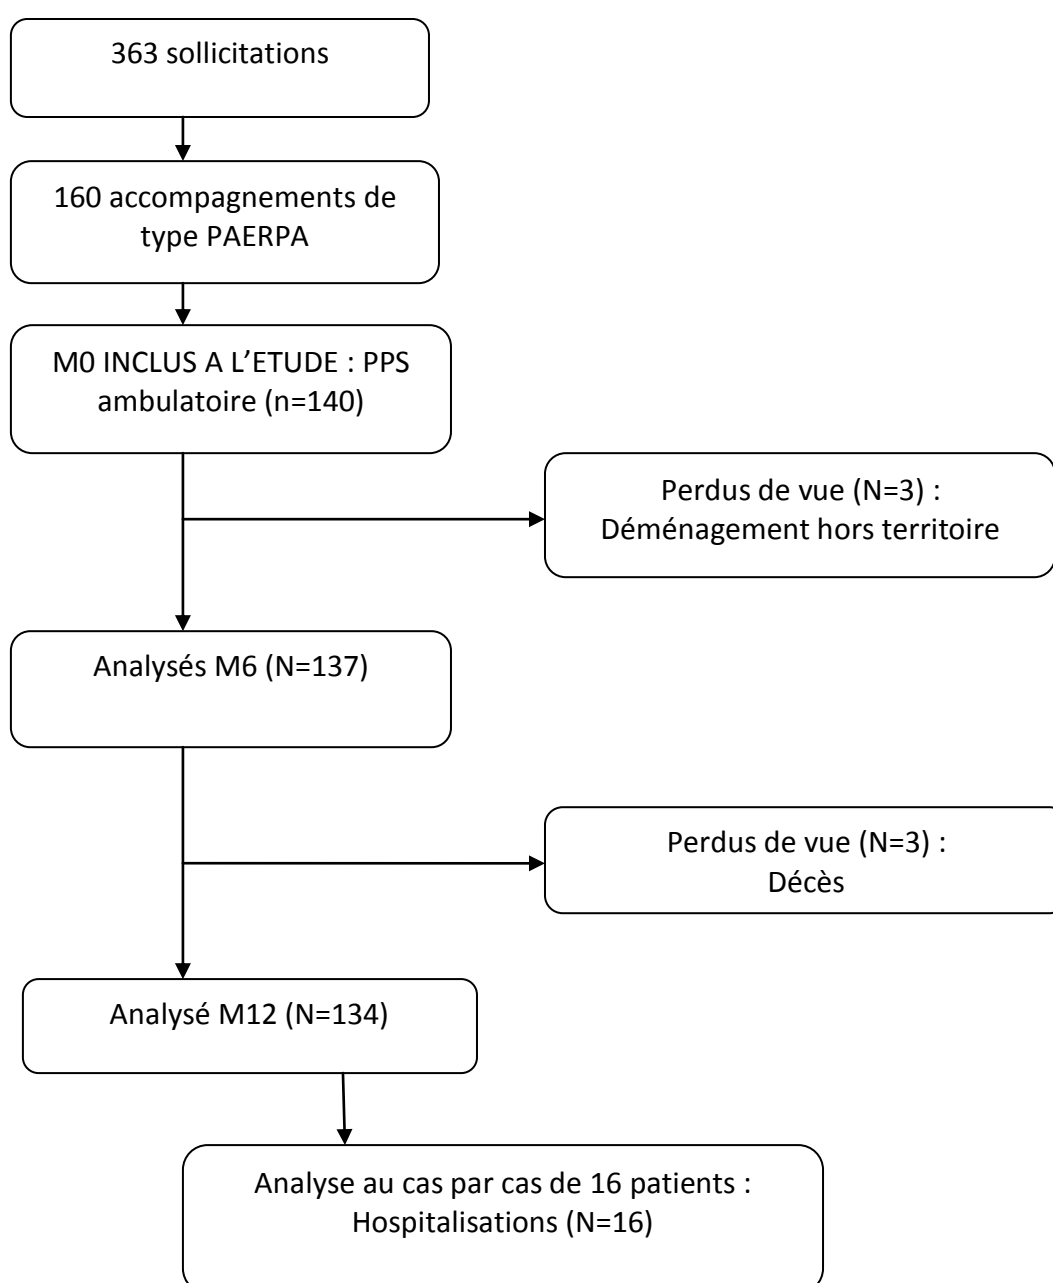 363 sollicitations
160 accompagnements de
type PAERPA
M0 INCLUS A L’ETUDE : PPS
ambulatoire (n=140)
Perdus de vue (N=3) :
Déménagement hors territoire
Analysés M6 (N=137)
Perdus de vue (N=3) :
Décès
Analysé M12 (N=134)
Analyse au cas par cas de 16 patients :
Hospitalisations (N=16)